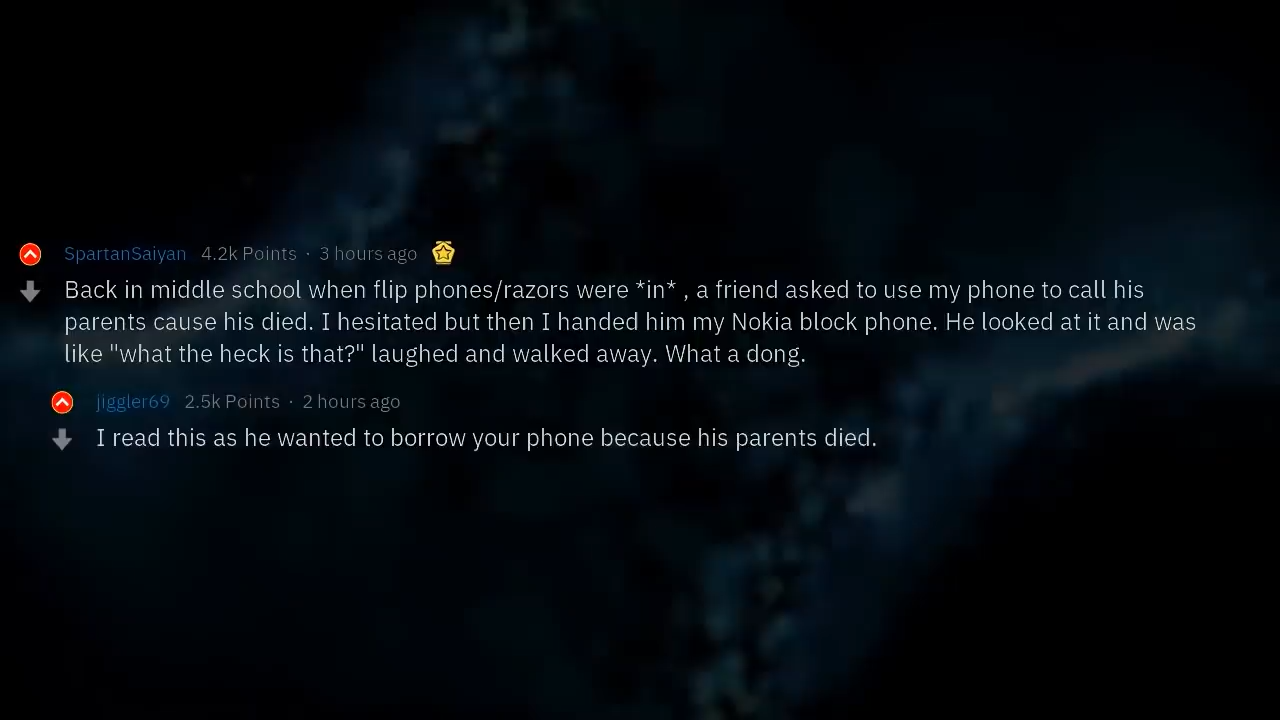 SpartanSaiyan 4.2k Points · 3 hours ago
Back in middle school when flip phones/razors were *in* , a friend asked to use my phone to call his
parents cause his died. I hesitated but then I handed him my Nokia block phone. He looked at it and was
like "what the heck is that?" laughed and walked away. What a dong.
jiggler69 2.5k Points · 2 hours ago
I read this as he wanted to borrow your phone because his parents died.